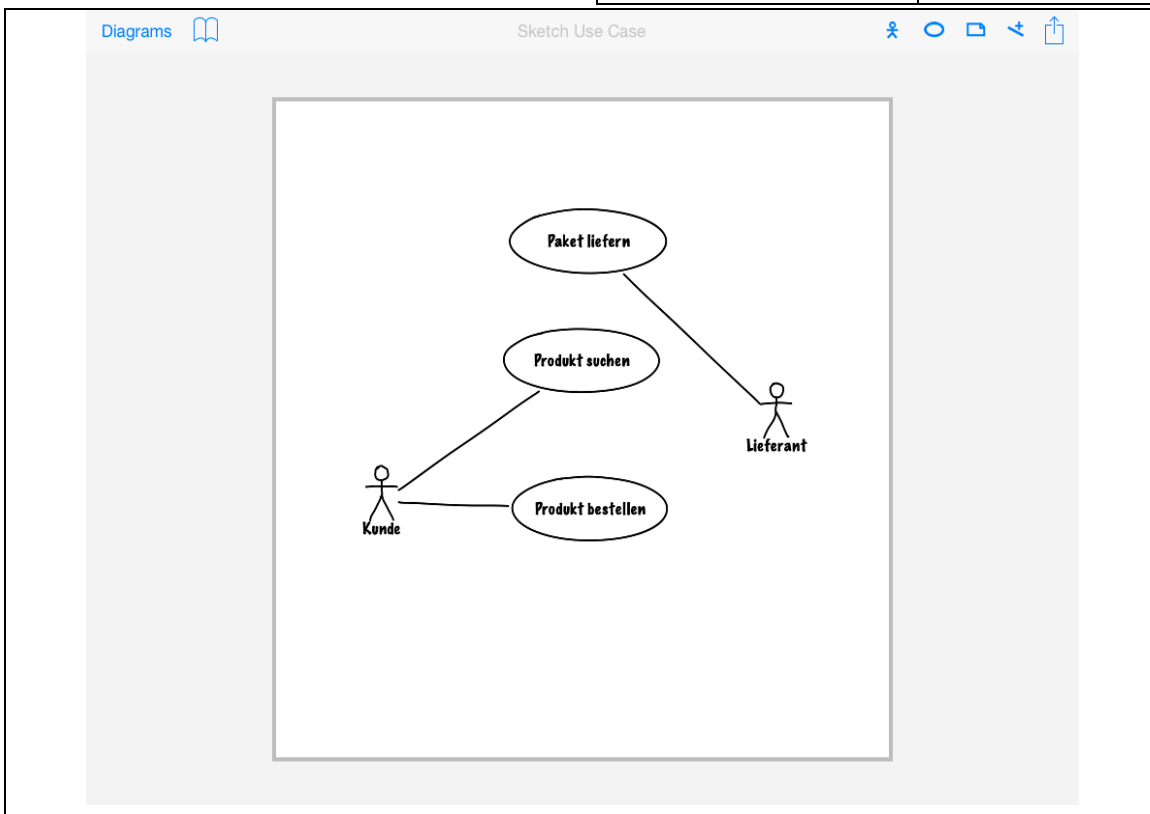 Diagrams
Sketch Use Case
Paket liefern
Produkt suchen
Lieferant
Produkt bestellen
Kunde